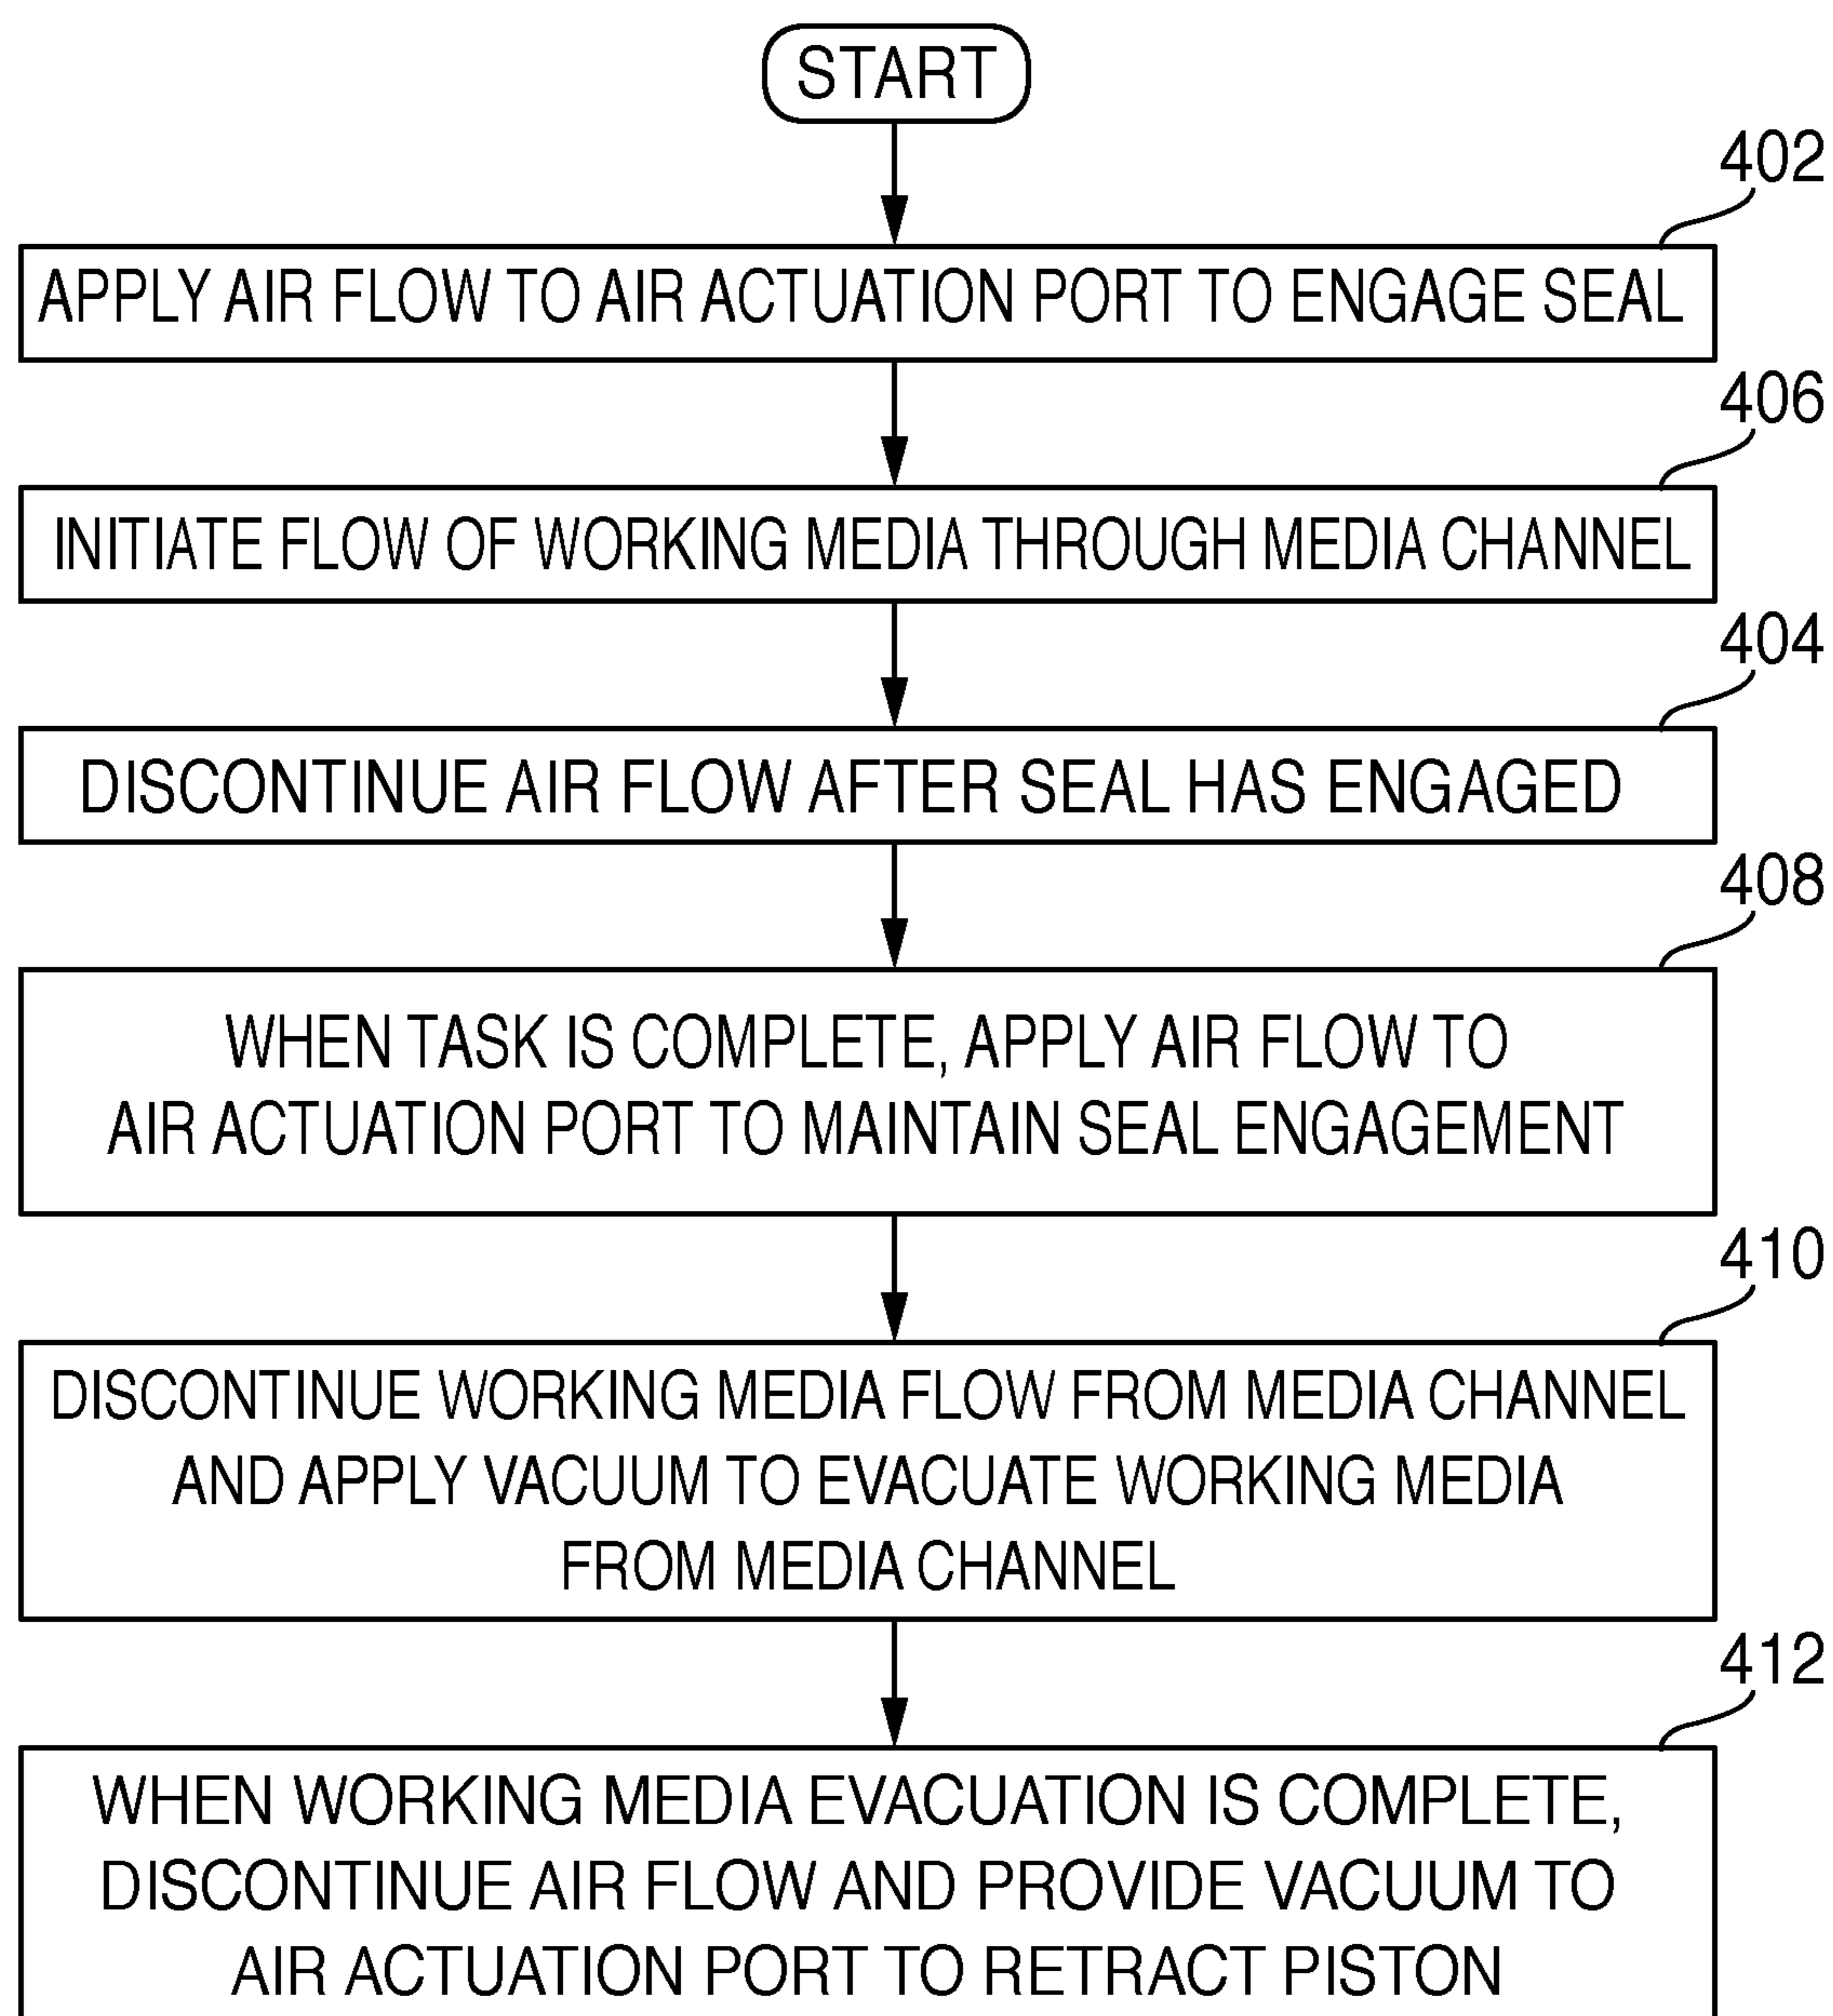 START
402
APPLY AIR FLOW TO AIR ACTUATION PORT TO ENGAGE SEAL
406
INITIATE FLOW OF WORKING MEDIA THROUGH MEDIA CHANNEL
404
DISCONTINUE AIR FLOW AFTER SEAL HAS ENGAGED
408
WHEN TASK IS COMPLETE, APPLY AIR FLOW TO
AIR ACTUATION PORT TO MAINTAIN SEAL ENGAGEMENT
410
DISCONTINUE WORKING MEDIA FLOW FROM MEDIA CHANNEL
AND APPLY VACUUM TO EVACUATE WORKING MEDIA
FROM MEDIA CHANNEL
412
WHEN WORKING MEDIA EVACUATION IS COMPLETE,
DISCONTINUE AIR FLOW AND PROVIDE VACUUM TO
AIR ACTUATION PORT TO RETRACT PISTON